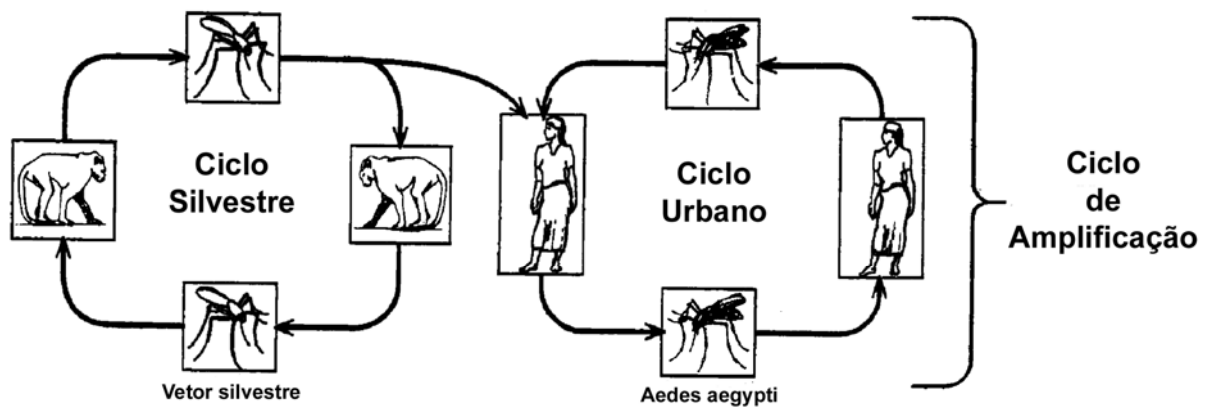 Ciclo
Silvestre
Ciclo
Urbano
Ciclo
de
Amplificação
Vetor silvestre
Aedes aegypti